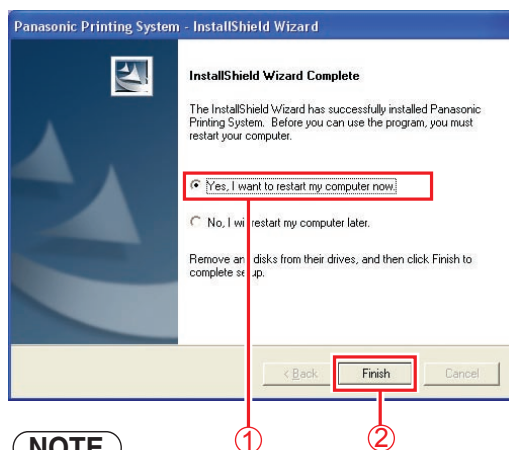 Panasonic Printing System - InstallShield Wizard
InstallShield Wizard Complete
The InstallShield Wizard has successfully installed Panasonic
Printing System. Before you can use the program, you must
restart your computer.
Yes, I want to restart my computer now.
No, I will restart my computer later.
Remove any disks from their drives, and then click Finish to
complete setup.
< Back Finish Cancel
NOTE ① ②